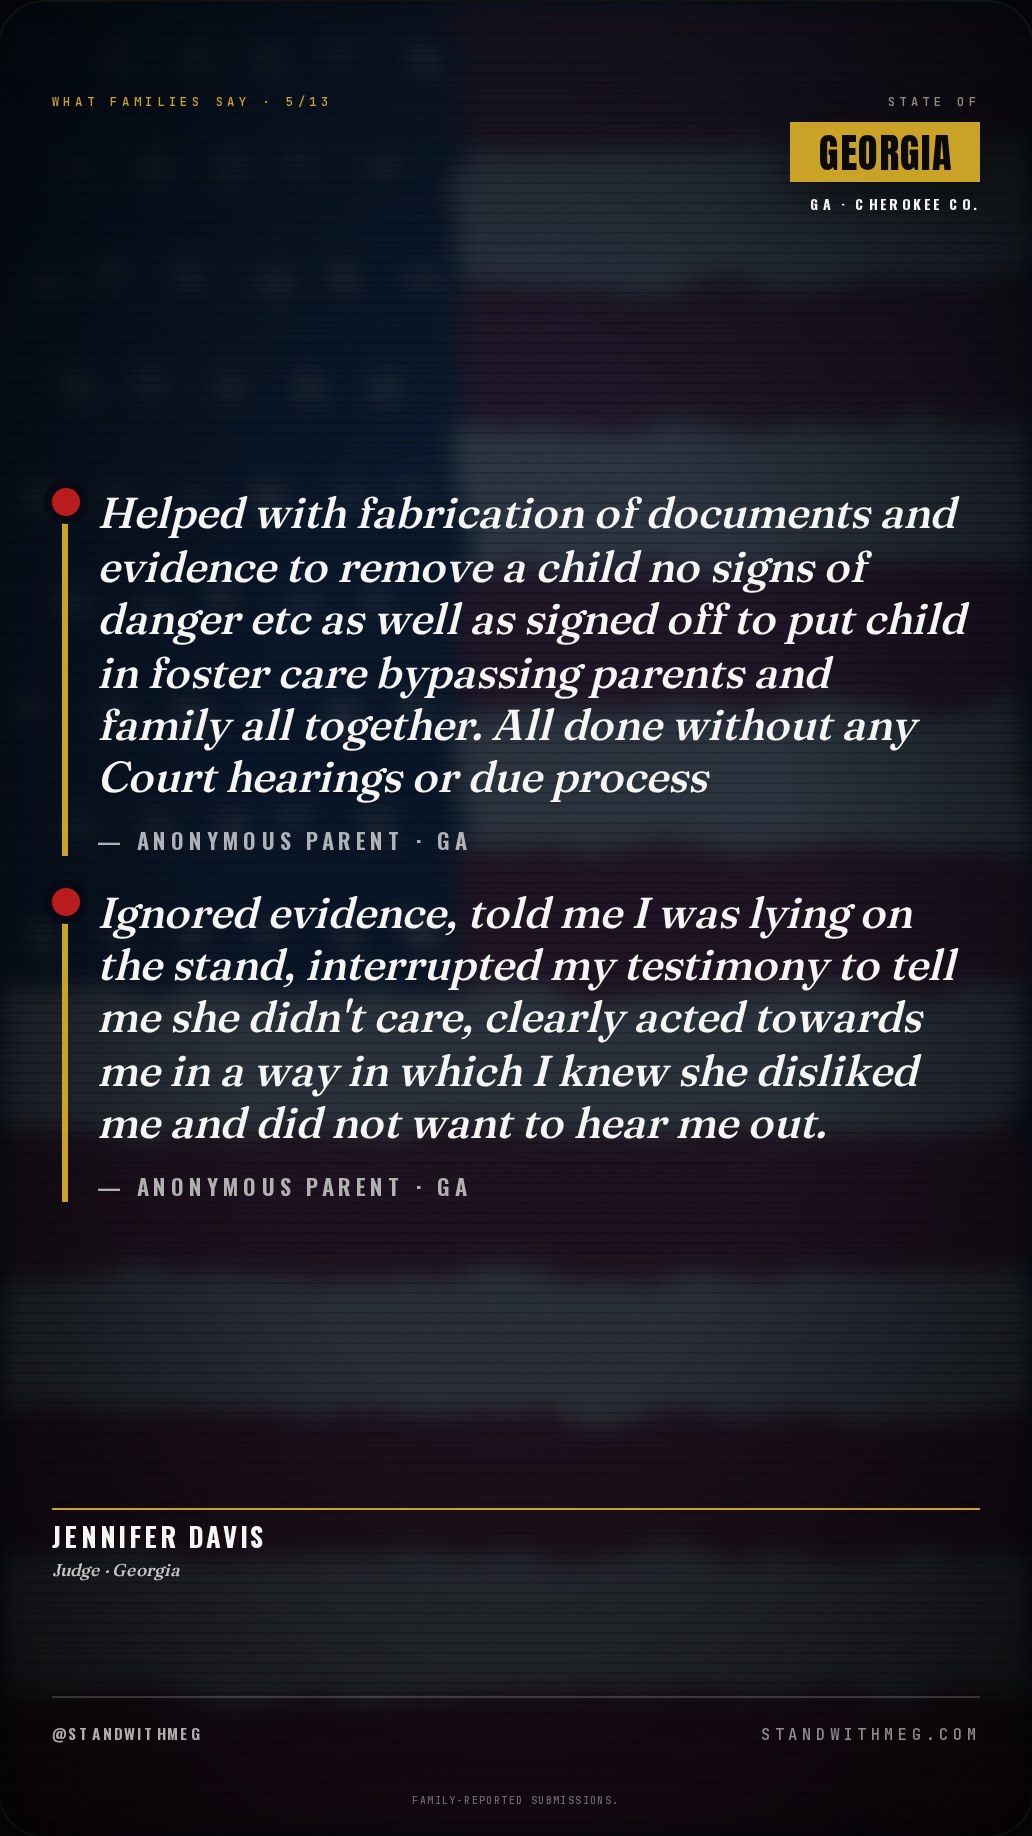 WHAT FAMILIES SAY · 5/13
STATE OF
GEORGIA
GA · CHEROKEE CO.
Helped with fabrication of documents and
evidence to remove a child no signs of
danger etc as well as signed off to put child
in foster care bypassing parents and
family all together. All done without any
Court hearings or due process
— ANONYMOUS PARENT · GA
Ignored evidence, told me I was lying on
the stand, interrupted my testimony to tell
me she didn't care, clearly acted towards
me in a way in which I knew she disliked
me and did not want to hear me out.
— ANONYMOUS PARENT · GA
JENNIFER DAVIS
Judge · Georgia
@STANDWITHMEG
STANDWITHMEG.COM
FAMILY-REPORTED SUBMISSIONS.